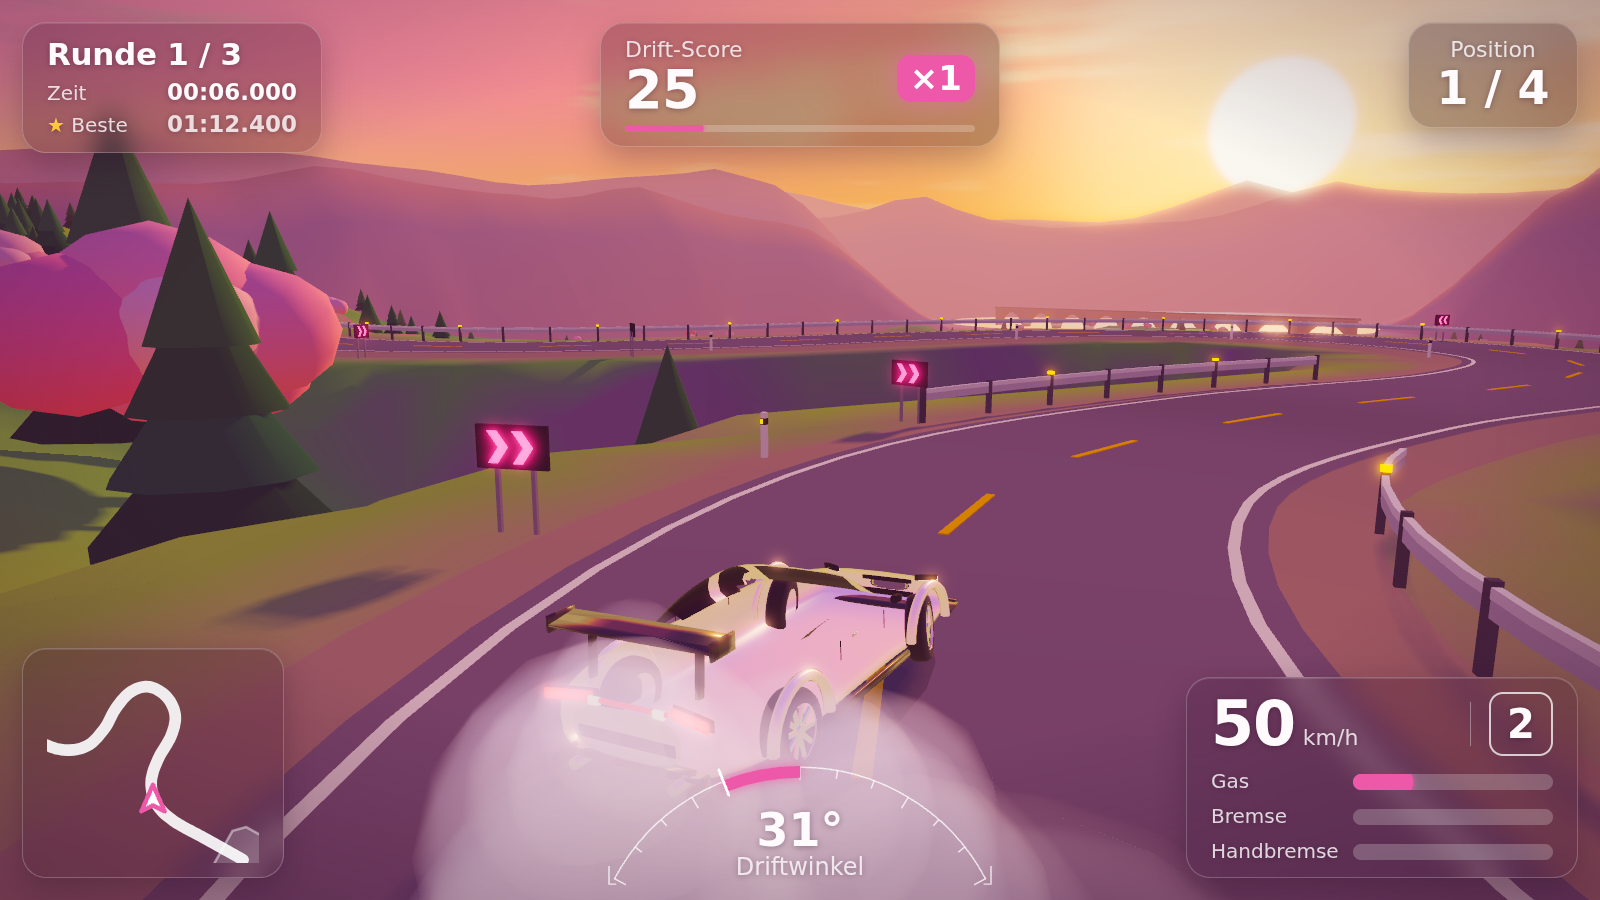 Runde 1 / 3
Zeit 00:06.000
★ Beste 01:12.400
Drift-Score
25 ×1
Position
1 / 4
31°
Driftwinkel
50 km/h 2
Gas
Bremse
Handbremse